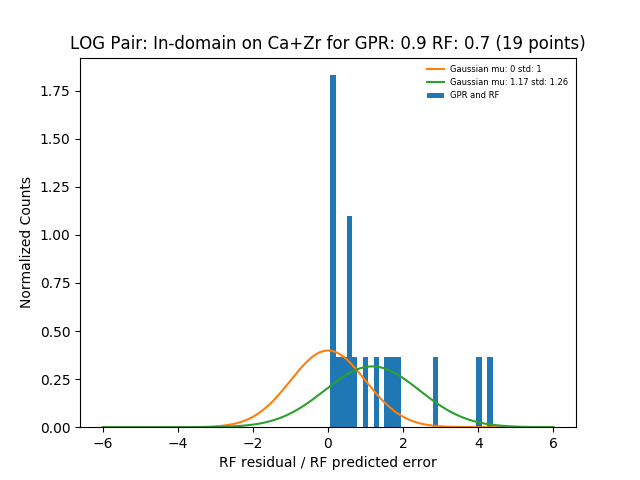 LOG Pair: In-domain on Ca+Zr for GPR: 0.9 RF: 0.7 (19 points)
Gaussian mu: 0 std: 1
Gaussian mu: 1.17 std: 1.26
GPR and RF
Normalized Counts
1.75
1.50
1.25
1.00
0.75
0.50
0.25
0.00
−6 −4 −2 0 2 4 6
RF residual / RF predicted error